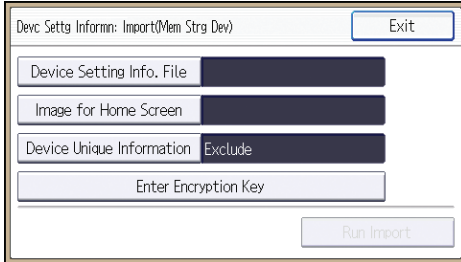 Devc Settg Informn: Import(Mem Strg Dev) Exit
Device Setting Info. File
Image for Home Screen
Device Unique Information Exclude
Enter Encryption Key
Run Import